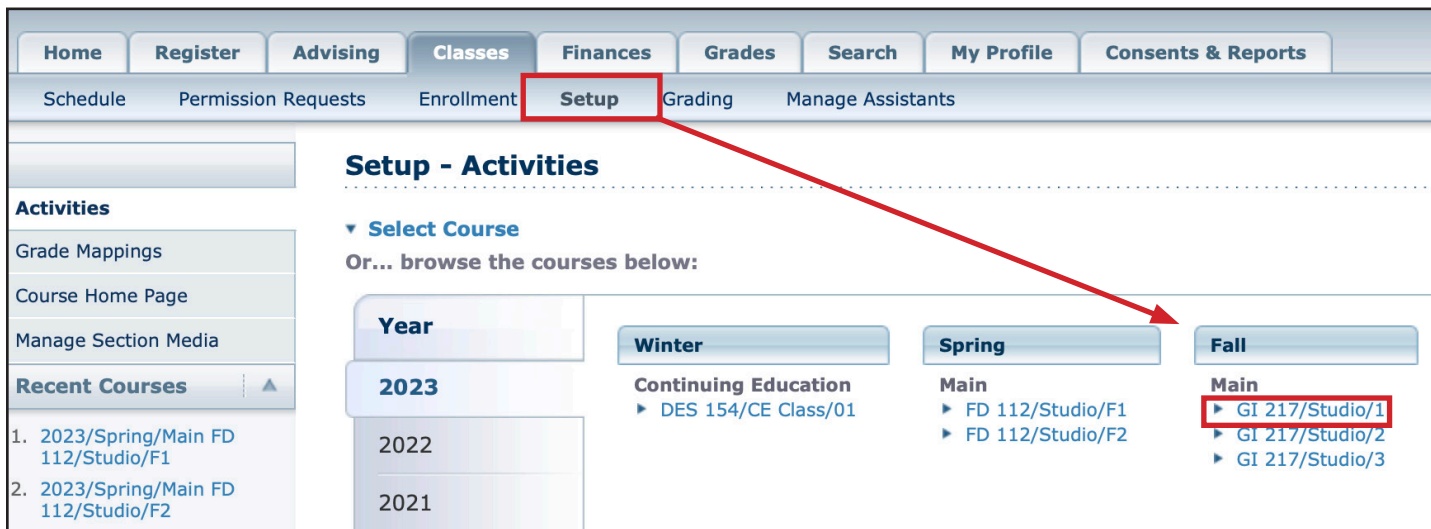 Home Register Advising Classes Finances Grades Search My Profile Consents & Reports
Schedule Permission Requests Enrollment Setup Grading Manage Assistants
Setup - Activities
Activities
Grade Mappings
Course Home Page
Manage Section Media
Recent Courses
1. 2023/Spring/Main FD
112/Studio/F1
2. 2023/Spring/Main FD
112/Studio/F2
Select Course
Or... browse the courses below:
Year
2023
2022
2021
Winter
Continuing Education
DES 154/CE Class/01
Spring
Main
FD 112/Studio/F1
FD 112/Studio/F2
Fall
Main
GI 217/Studio/1
GI 217/Studio/2
GI 217/Studio/3